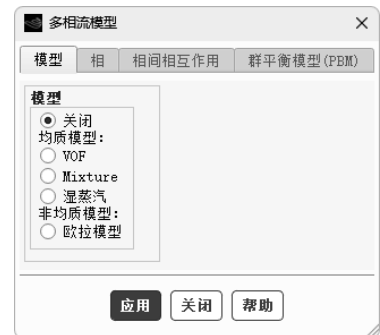 多相流模型
模型 相 相间相互作用 群平衡模型(PBM)
模型
关闭
均质模型:
VOF
Mixture
湿蒸汽
非均质模型:
欧拉模型
应用 关闭 帮助